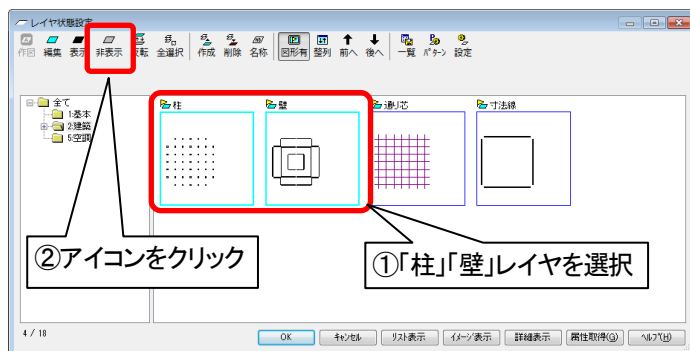 レイヤ状態設定
作図 編集 表示 非表示 反転 全選択 作成 削除 名称 図形有 整列 前へ 後へ 一覧 パターン 設定
全て
1:基本
2:建築
5:空調
柱 壁 通り芯 寸法線
②アイコンをクリック
①「柱」「壁」レイヤを選択
4 / 18
OK キャンセル リスト表示 イメージ表示 詳細表示 属性取得(G) ヘルプ(H)